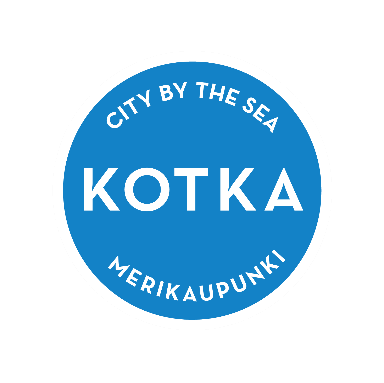 CITY BY THE SEA
KOTKA
MERIKAUPUNKI